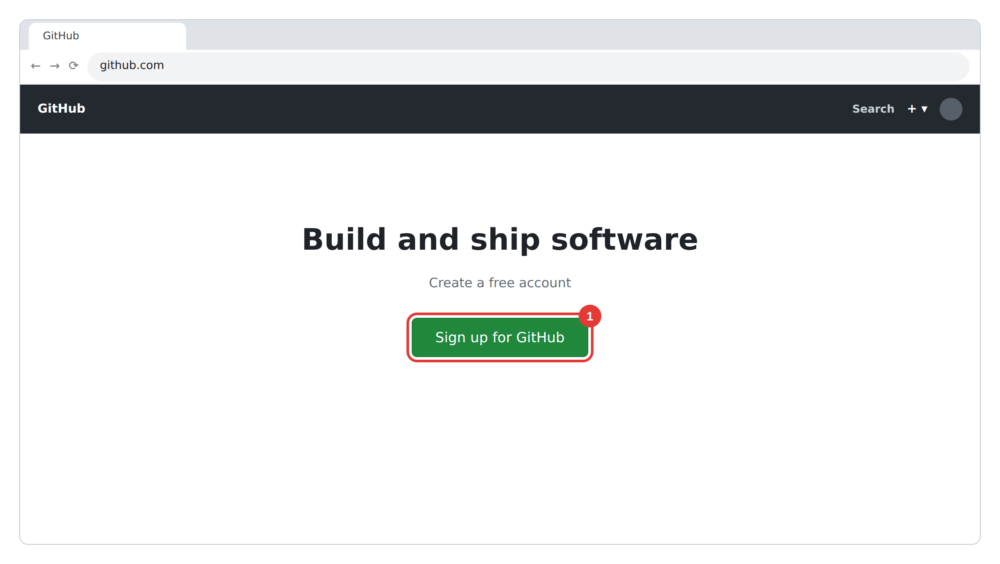 GitHub
← → ⟳ github.com
GitHub Search + ▼
Build and ship software
Create a free account
1
Sign up for GitHub